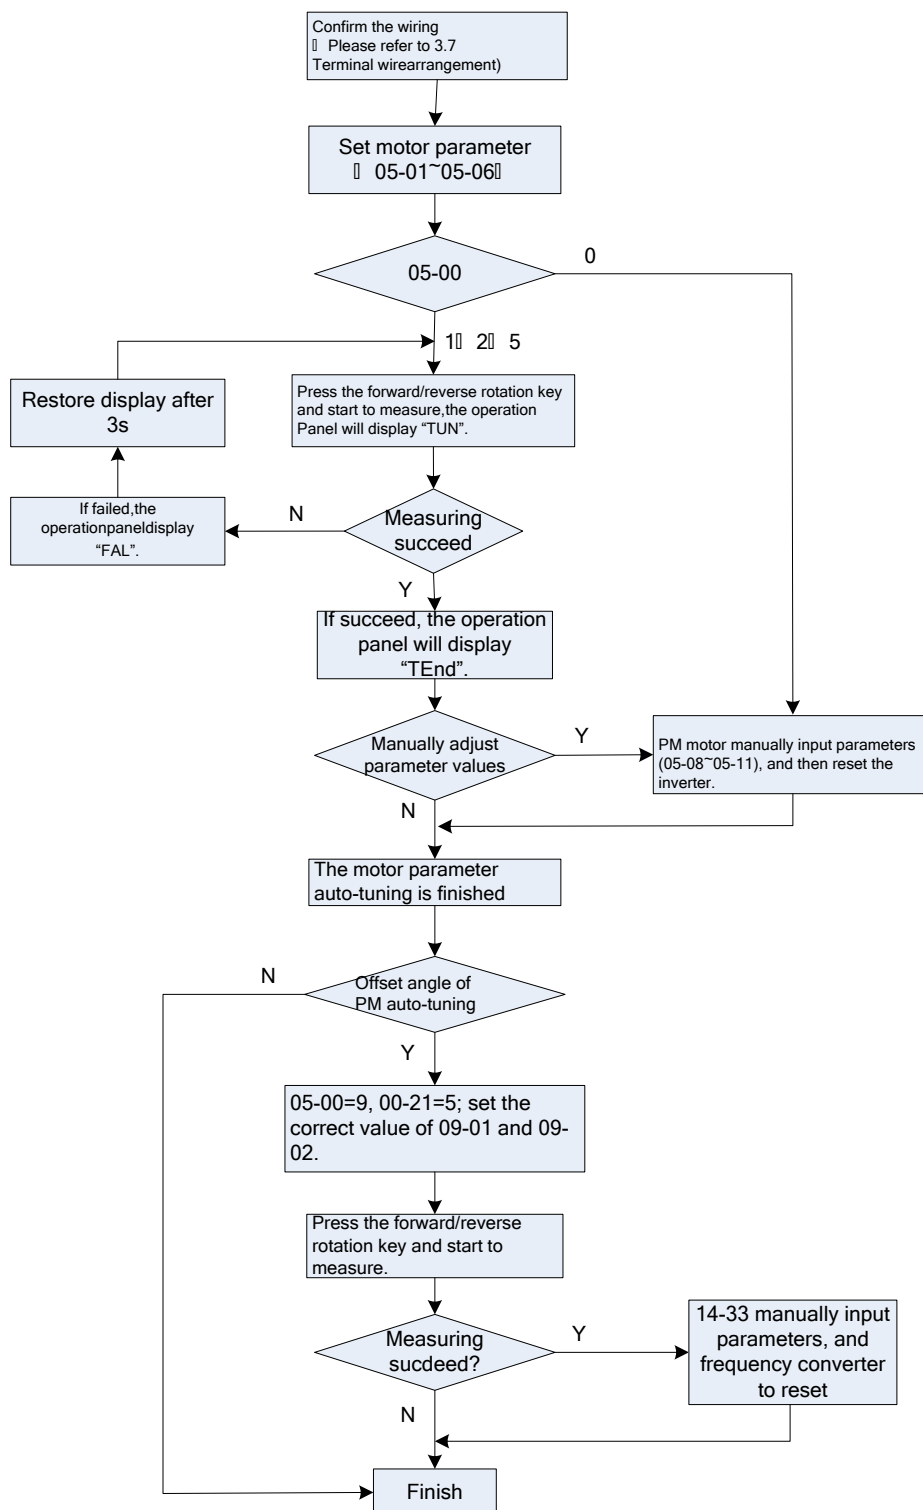 Confirm the wiring
▯ Please refer to 3.7
Terminal wirearrangement)
Set motor parameter
▯ 05-01~05-06▯
05-00
0
1▯ 2▯ 5
Restore display after
3s
Press the forward/reverse rotation key
and start to measure,the operation
Panel will display “TUN”.
If failed,the
operationpaneldisplay
“FAL”.
N
Measuring
succeed
Y
If succeed, the operation
panel will display
“TEnd”.
Manually adjust
parameter values
Y
PM motor manually input parameters
(05-08~05-11), and then reset the
inverter.
N
The motor parameter
auto-tuning is finished
N
Offset angle of
PM auto-tuning
Y
05-00=9, 00-21=5; set the
correct value of 09-01 and 09-
02.
Press the forward/reverse
rotation key and start to
measure.
Measuring
sucdeed?
Y
14-33 manually input
parameters, and
frequency converter
to reset
N
Finish